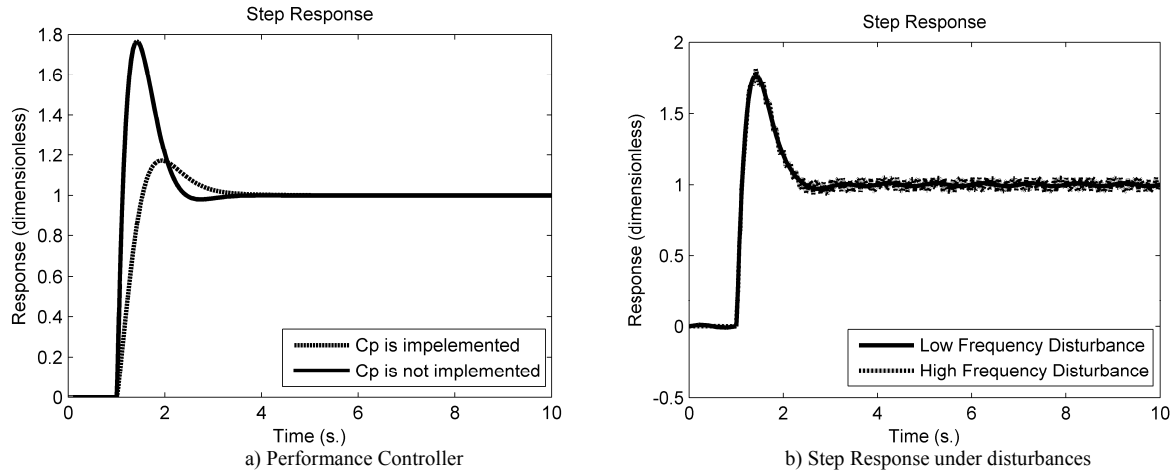 Step Response
Response (dimensionless)
1.8
1.6
1.4
1.2
1.0
0.8
0.6
0.4
0.2
0
0 2 4 6 8 10
Cp is impelemented
Cp is not implemented
Time (s.)
a) Performance Controller
Step Response
Response (dimensionless)
2
1.5
1
0.5
0
-0.5
0 2 4 6 8 10
Low Frequency Disturbance
High Frequency Disturbance
Time (s.)
b) Step Response under disturbances